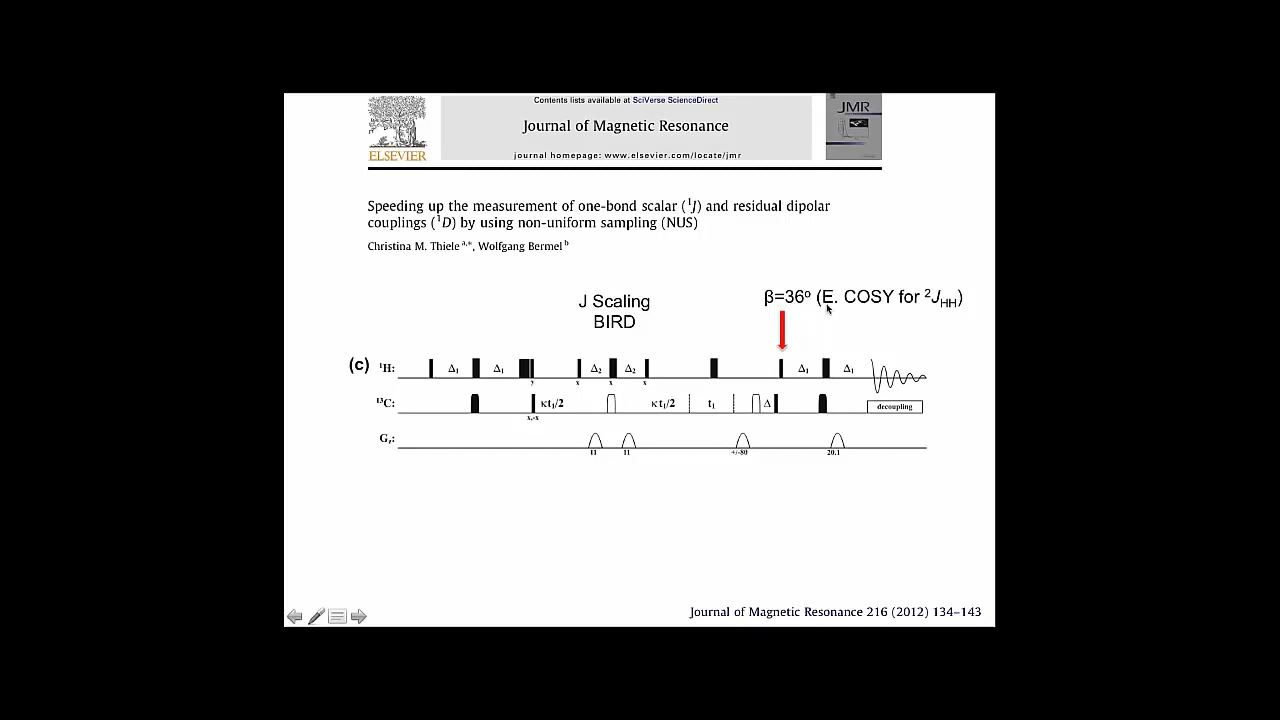 Contents lists available at SciVerse ScienceDirect
Journal of Magnetic Resonance
journal homepage: www.elsevier.com/locate/jmr
ELSEVIER
JMR
Speeding up the measurement of one-bond scalar (¹J) and residual dipolar
couplings (¹D) by using non-uniform sampling (NUS)
Christina M. Thiele a,*, Wolfgang Bermel b
J Scaling
BIRD
β=36º (E. COSY for ²J_HH)
(c) ¹H: Δ₁ Δ₁ y x Δ₂ x Δ₂ x Δ₁ Δ₁
¹³C: x,-x κt₁/2 κt₁/2 t₁ Δ decoupling
G_z: 11 11 +/-80 20.1
Journal of Magnetic Resonance 216 (2012) 134–143